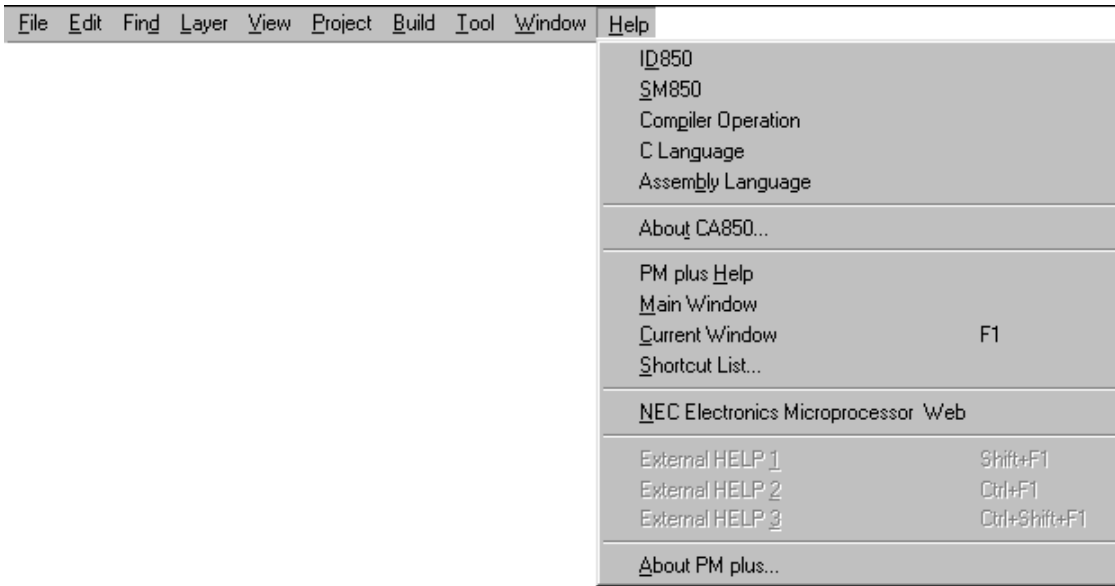 File Edit Find Layer View Project Build Tool Window Help
ID850
SM850
Compiler Operation
C Language
Assembly Language
About CA850...
PM plus Help
Main Window
Current Window F1
Shortcut List...
NEC Electronics Microprocessor Web
External HELP 1 Shift+F1
External HELP 2 Ctrl+F1
External HELP 3 Ctrl+Shift+F1
About PM plus...